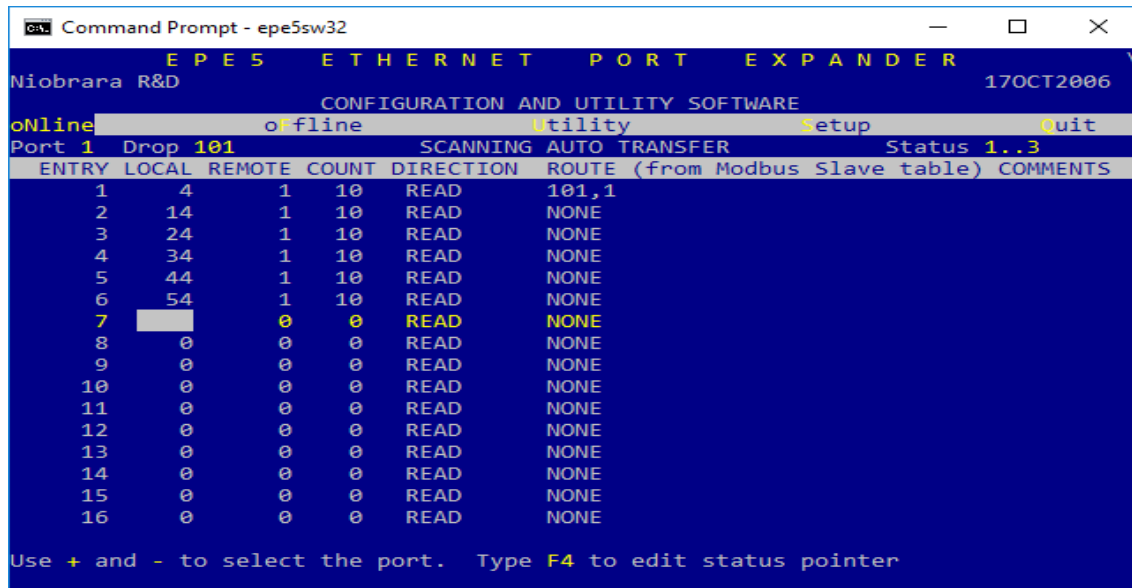 Command Prompt - epe5sw32
E P E 5 E T H E R N E T P O R T E X P A N D E R
Niobrara R&D 17OCT2006
CONFIGURATION AND UTILITY SOFTWARE
oNline oFfline Utility Setup Quit
Port 1 Drop 101 SCANNING AUTO TRANSFER Status 1..3
ENTRY LOCAL REMOTE COUNT DIRECTION ROUTE (from Modbus Slave table) COMMENTS
1 4 1 10 READ 101,1
2 14 1 10 READ NONE
3 24 1 10 READ NONE
4 34 1 10 READ NONE
5 44 1 10 READ NONE
6 54 1 10 READ NONE
7 0 0 READ NONE
8 0 0 0 READ NONE
9 0 0 0 READ NONE
10 0 0 0 READ NONE
11 0 0 0 READ NONE
12 0 0 0 READ NONE
13 0 0 0 READ NONE
14 0 0 0 READ NONE
15 0 0 0 READ NONE
16 0 0 0 READ NONE
Use + and - to select the port. Type F4 to edit status pointer